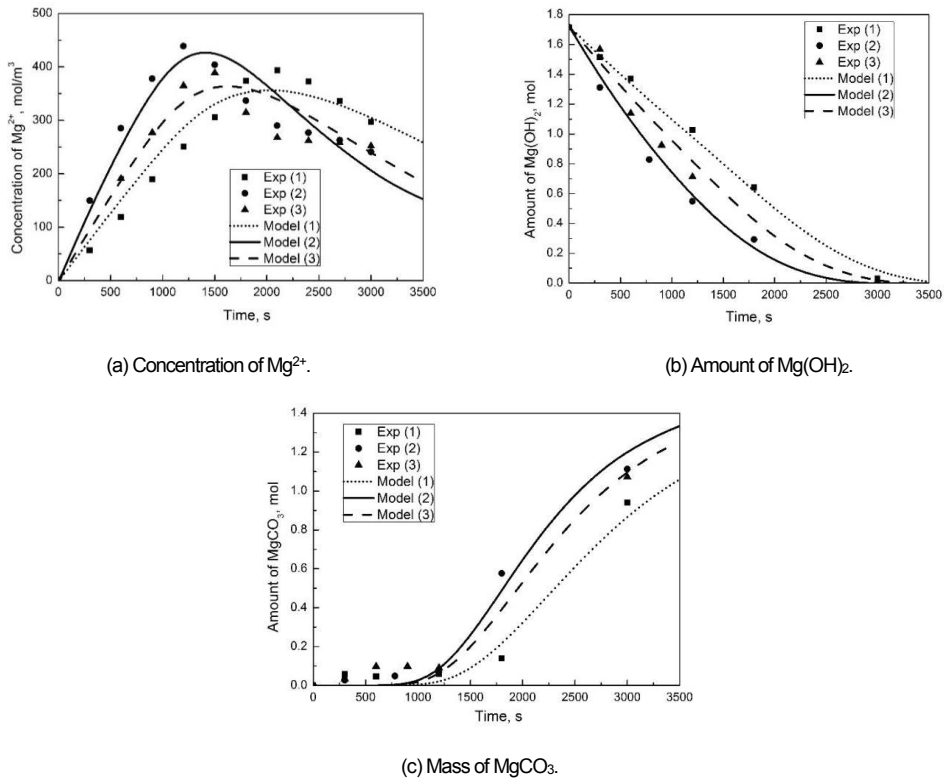 500
450
400
350
300
250
200
150
100
50
0
Concentration of Mg²⁺, mol/m³
Exp (1)
Exp (2)
Exp (3)
Model (1)
Model (2)
Model (3)
0 500 1000 1500 2000 2500 3000 3500
Time, s
(a) Concentration of Mg²⁺.
1.8
1.6
1.4
1.2
1.0
0.8
0.6
0.4
0.2
0.0
Amount of Mg(OH)₂, mol
Exp (1)
Exp (2)
Exp (3)
Model (1)
Model (2)
Model (3)
0 500 1000 1500 2000 2500 3000 3500
Time, s
(b) Amount of Mg(OH)₂.
1.4
1.2
1.0
0.8
0.6
0.4
0.2
0.0
Amount of MgCO₃, mol
Exp (1)
Exp (2)
Exp (3)
Model (1)
Model (2)
Model (3)
0 500 1000 1500 2000 2500 3000 3500
Time, s
(c) Mass of MgCO₃.